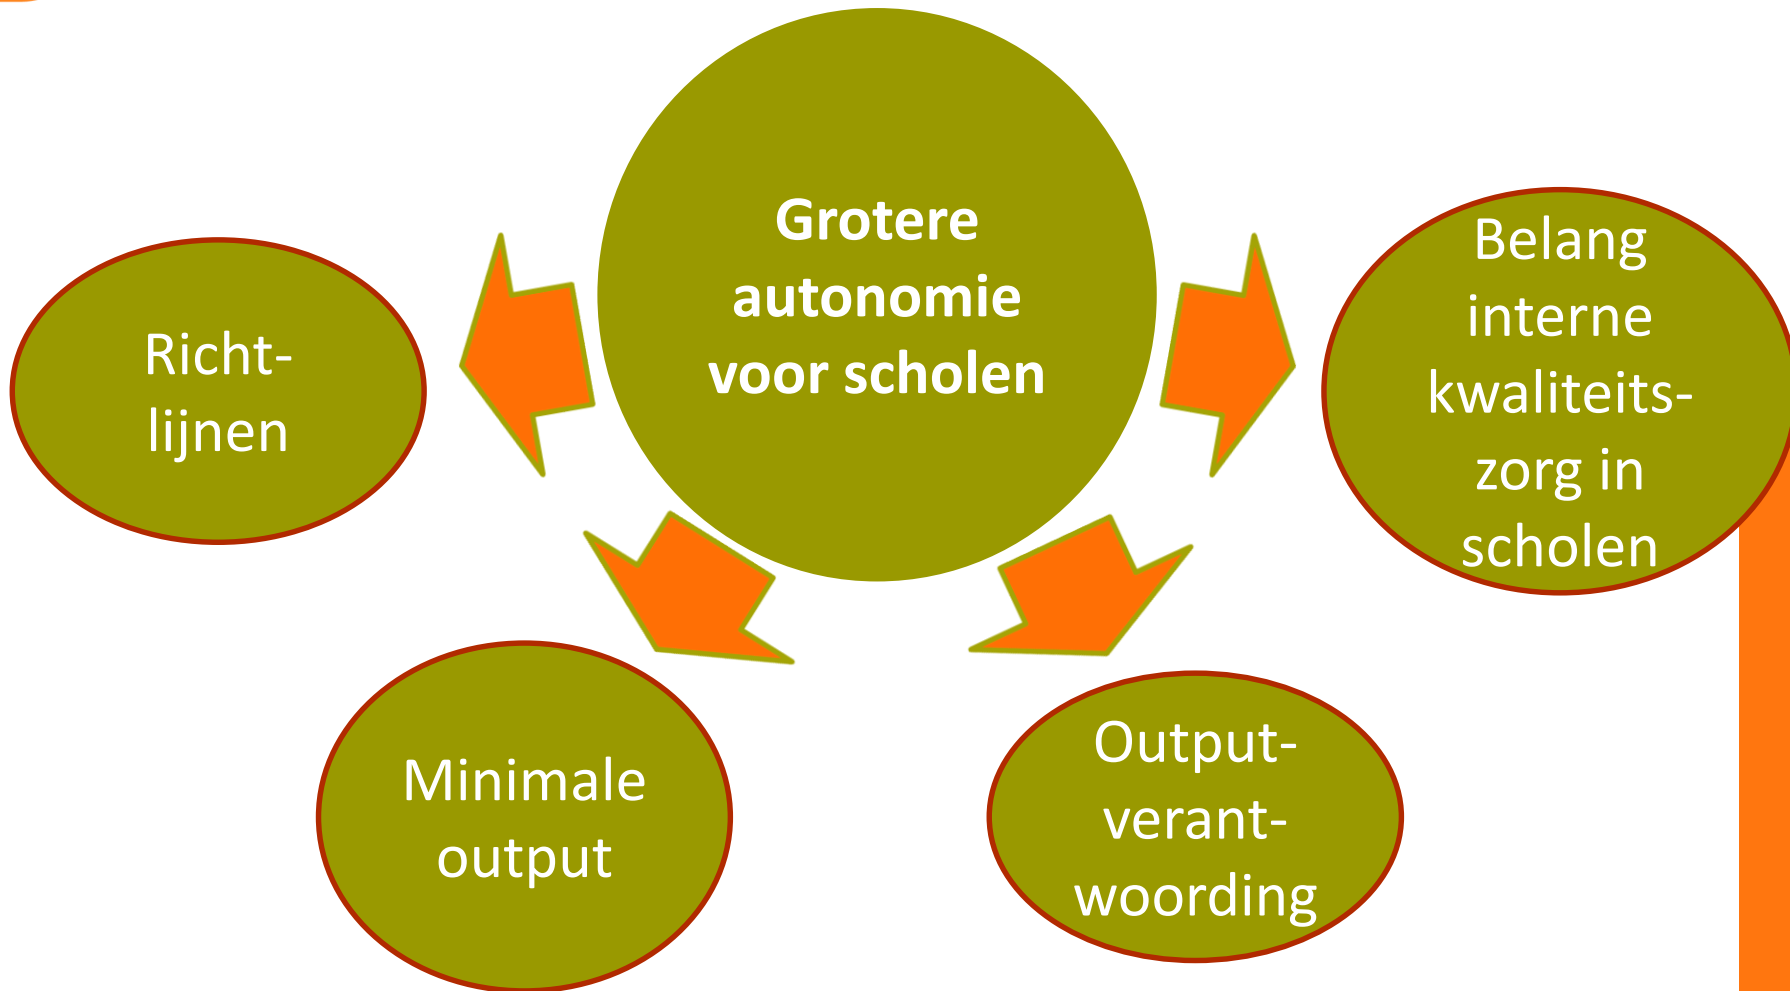 Grotere
autonomie
voor scholen
Richt-
lijnen
Minimale
output
Output-
verant-
woording
Belang
interne
kwaliteits-
zorg in
scholen